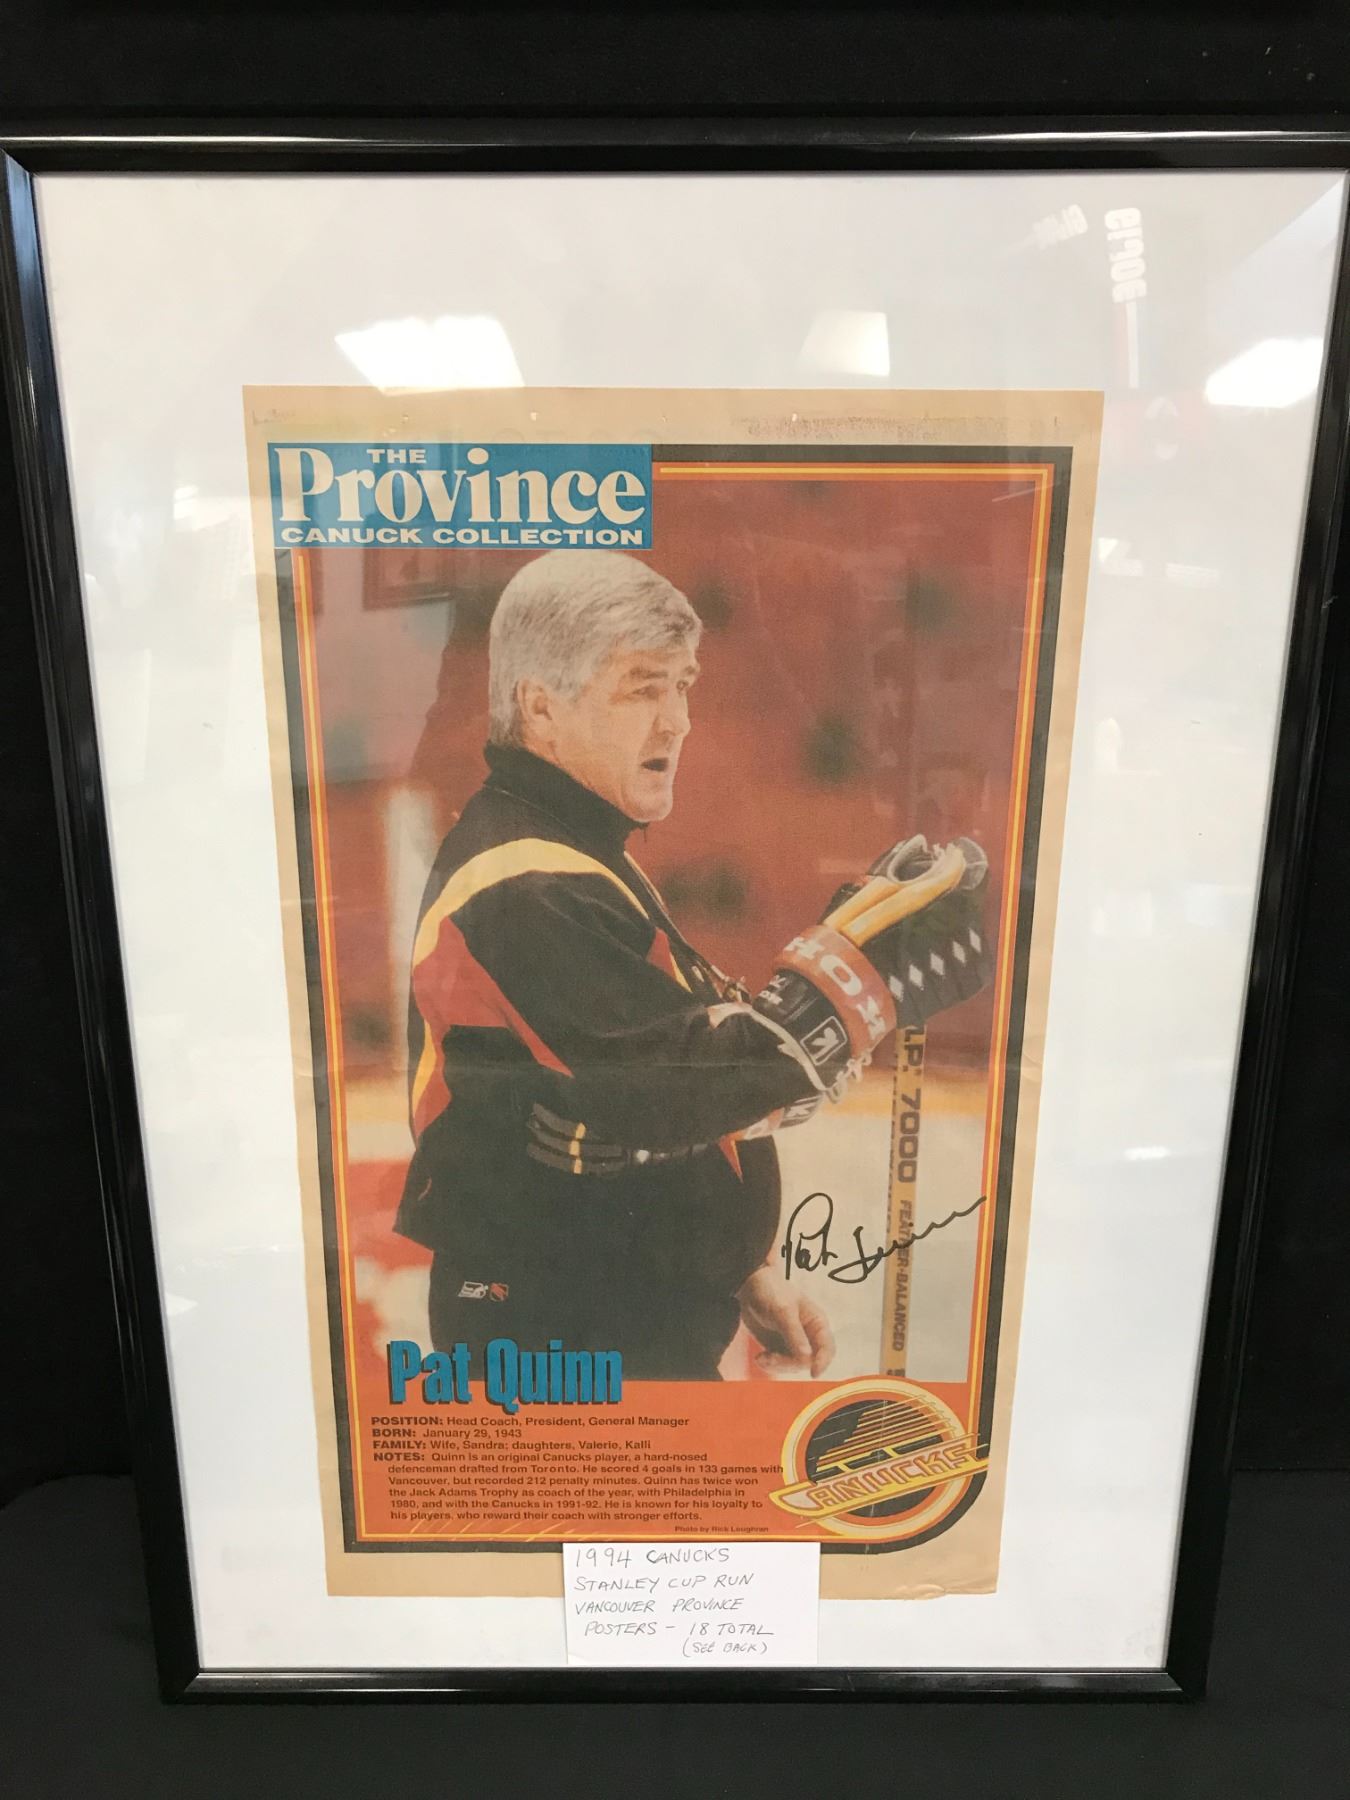 THE
Province
CANUCK COLLECTION
HOK
LP. 7000
FEATHER-BALANCED
Pat Quinn
Pat Quinn
POSITION: Head Coach, President, General Manager
BORN: January 29, 1943
FAMILY: Wife, Sandra; daughters, Valerie, Kalli
NOTES: Quinn is an original Canucks player, a hard-nosed
defenceman drafted from Toronto. He scored 4 goals in 133 games with
Vancouver, but recorded 212 penalty minutes. Quinn has twice won
the Jack Adams Trophy as coach of the year, with Philadelphia in
1980, and with the Canucks in 1991-92. He is known for his loyalty to
his players, who reward their coach with stronger efforts.
Photo by Rick Loughran
CANUCKS
1994 CANUCKS
STANLEY CUP RUN
VANCOUVER PROVINCE
POSTERS - 18 TOTAL
(SEE BACK)